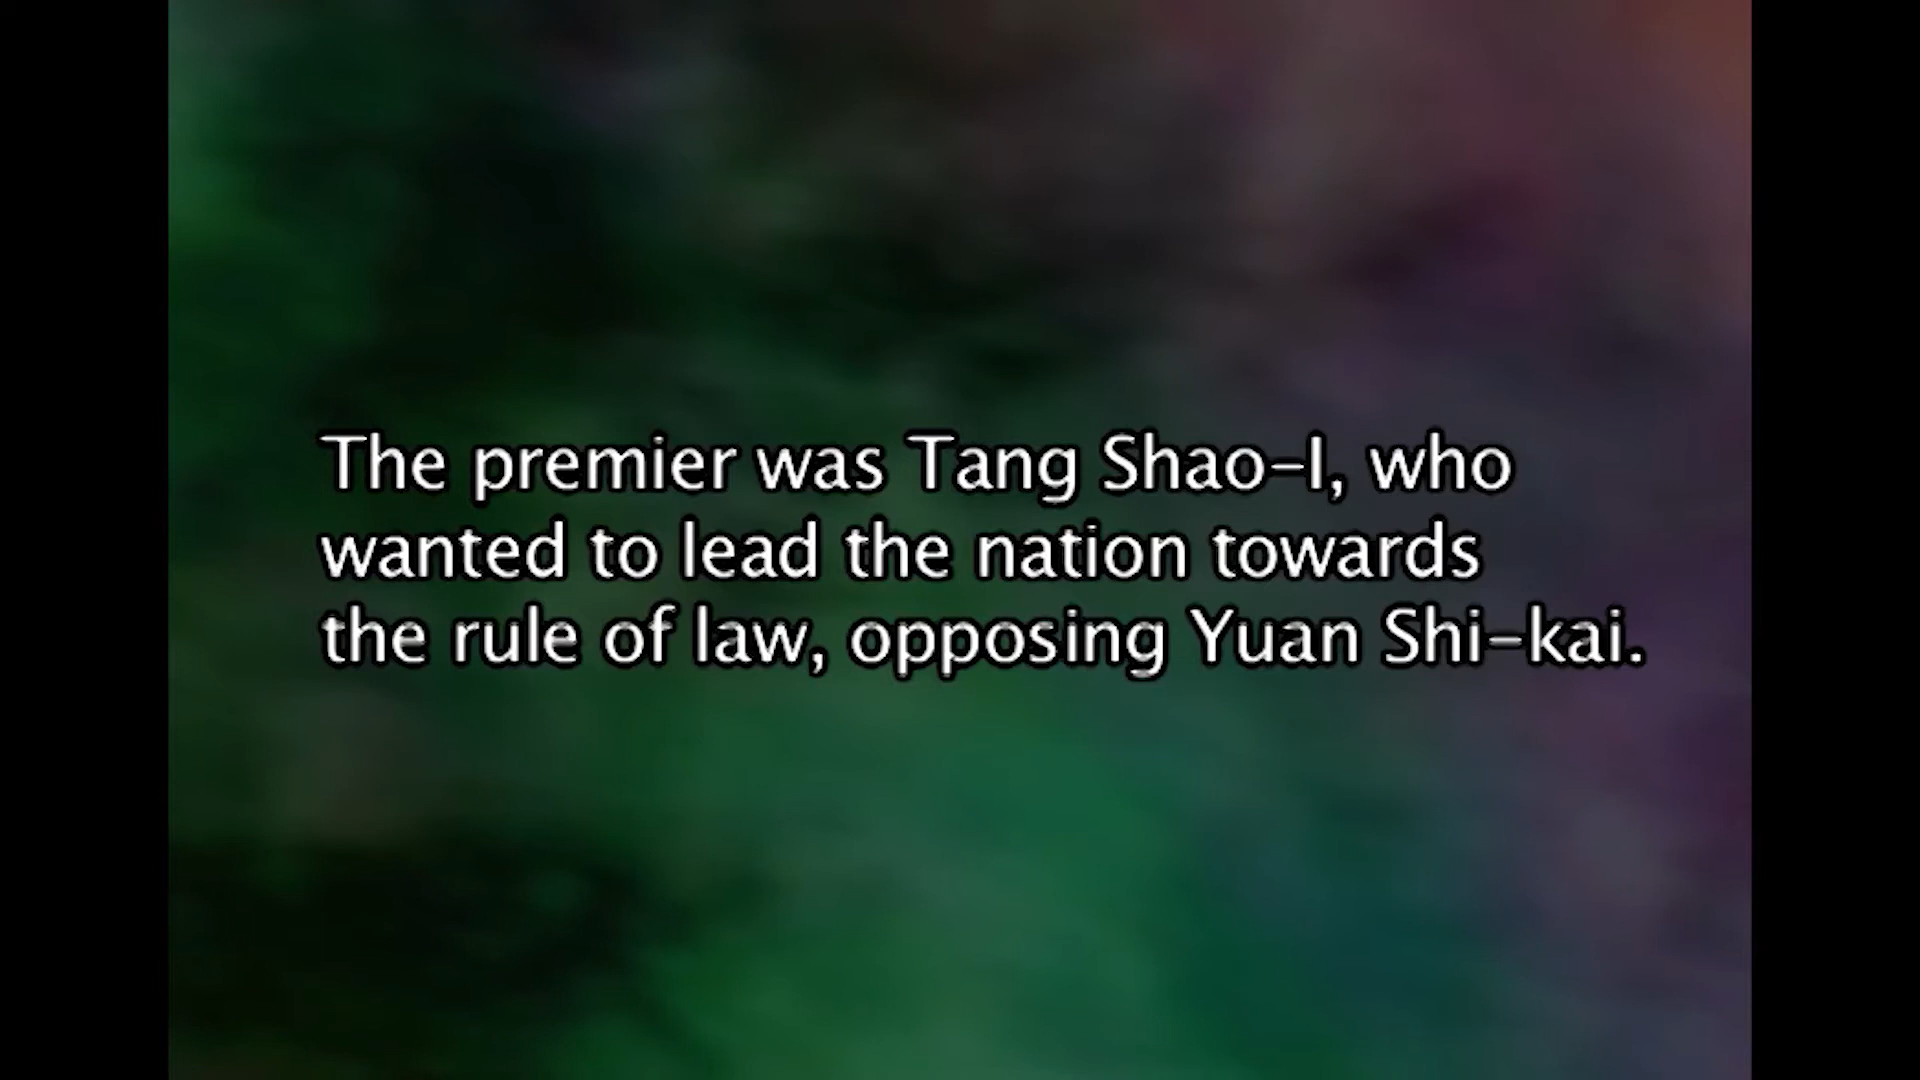 The premier was Tang Shao-I, who
wanted to lead the nation towards
the rule of law, opposing Yuan Shi-kai.